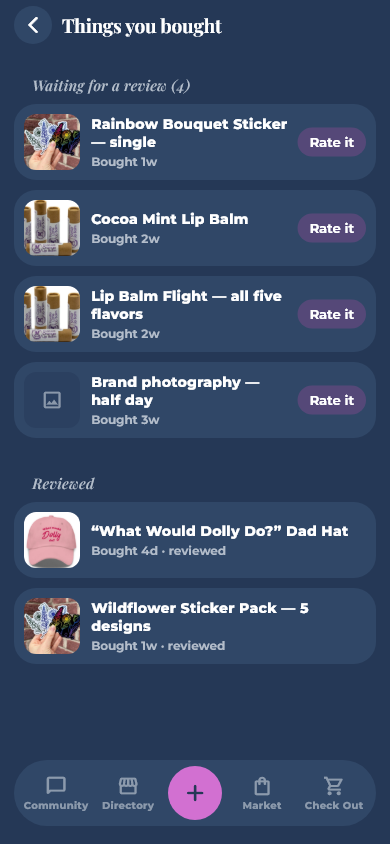 Things you bought
Waiting for a review (4)
Rainbow Bouquet Sticker
— single
Bought 1w
Rate it
Cocoa Mint Lip Balm
Bought 2w
Rate it
Lip Balm Flight — all five
flavors
Bought 2w
Rate it
Brand photography —
half day
Bought 3w
Rate it
Reviewed
“What Would Dolly Do?” Dad Hat
Bought 4d · reviewed
Wildflower Sticker Pack — 5
designs
Bought 1w · reviewed
Community
Directory
Market
Check Out